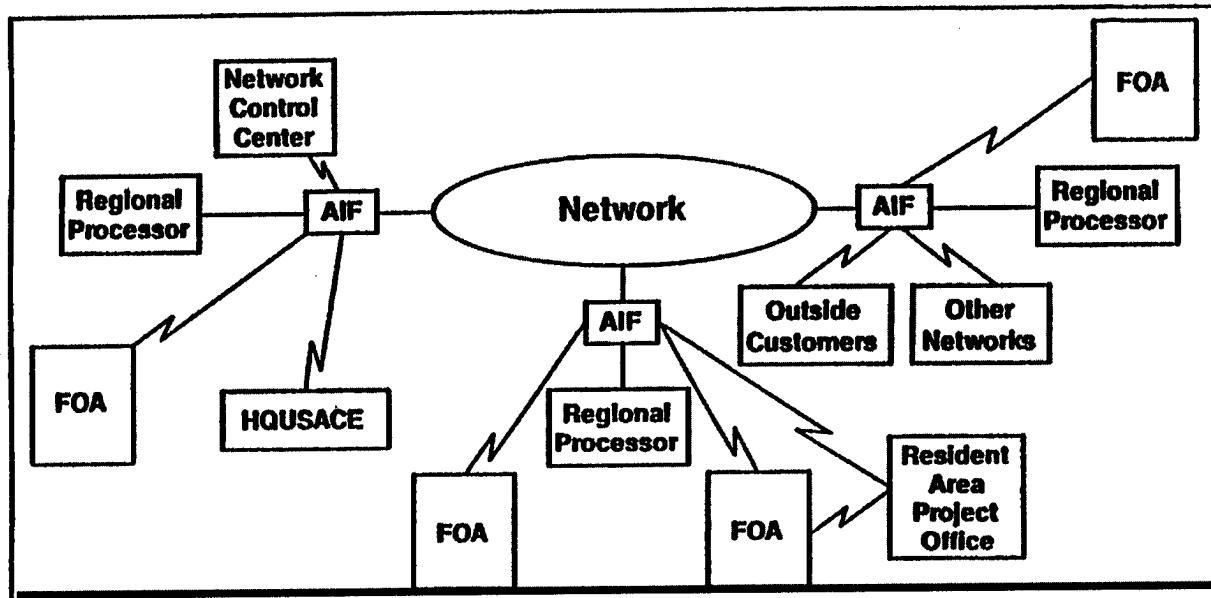 Network
Control
Center
FOA
Regional
Processor
AIF
Network
AIF
Regional
Processor
AIF
Outside
Customers
Other
Networks
FOA
HQUSACE
Regional
Processor
Resident
Area
Project
Office
FOA
FOA